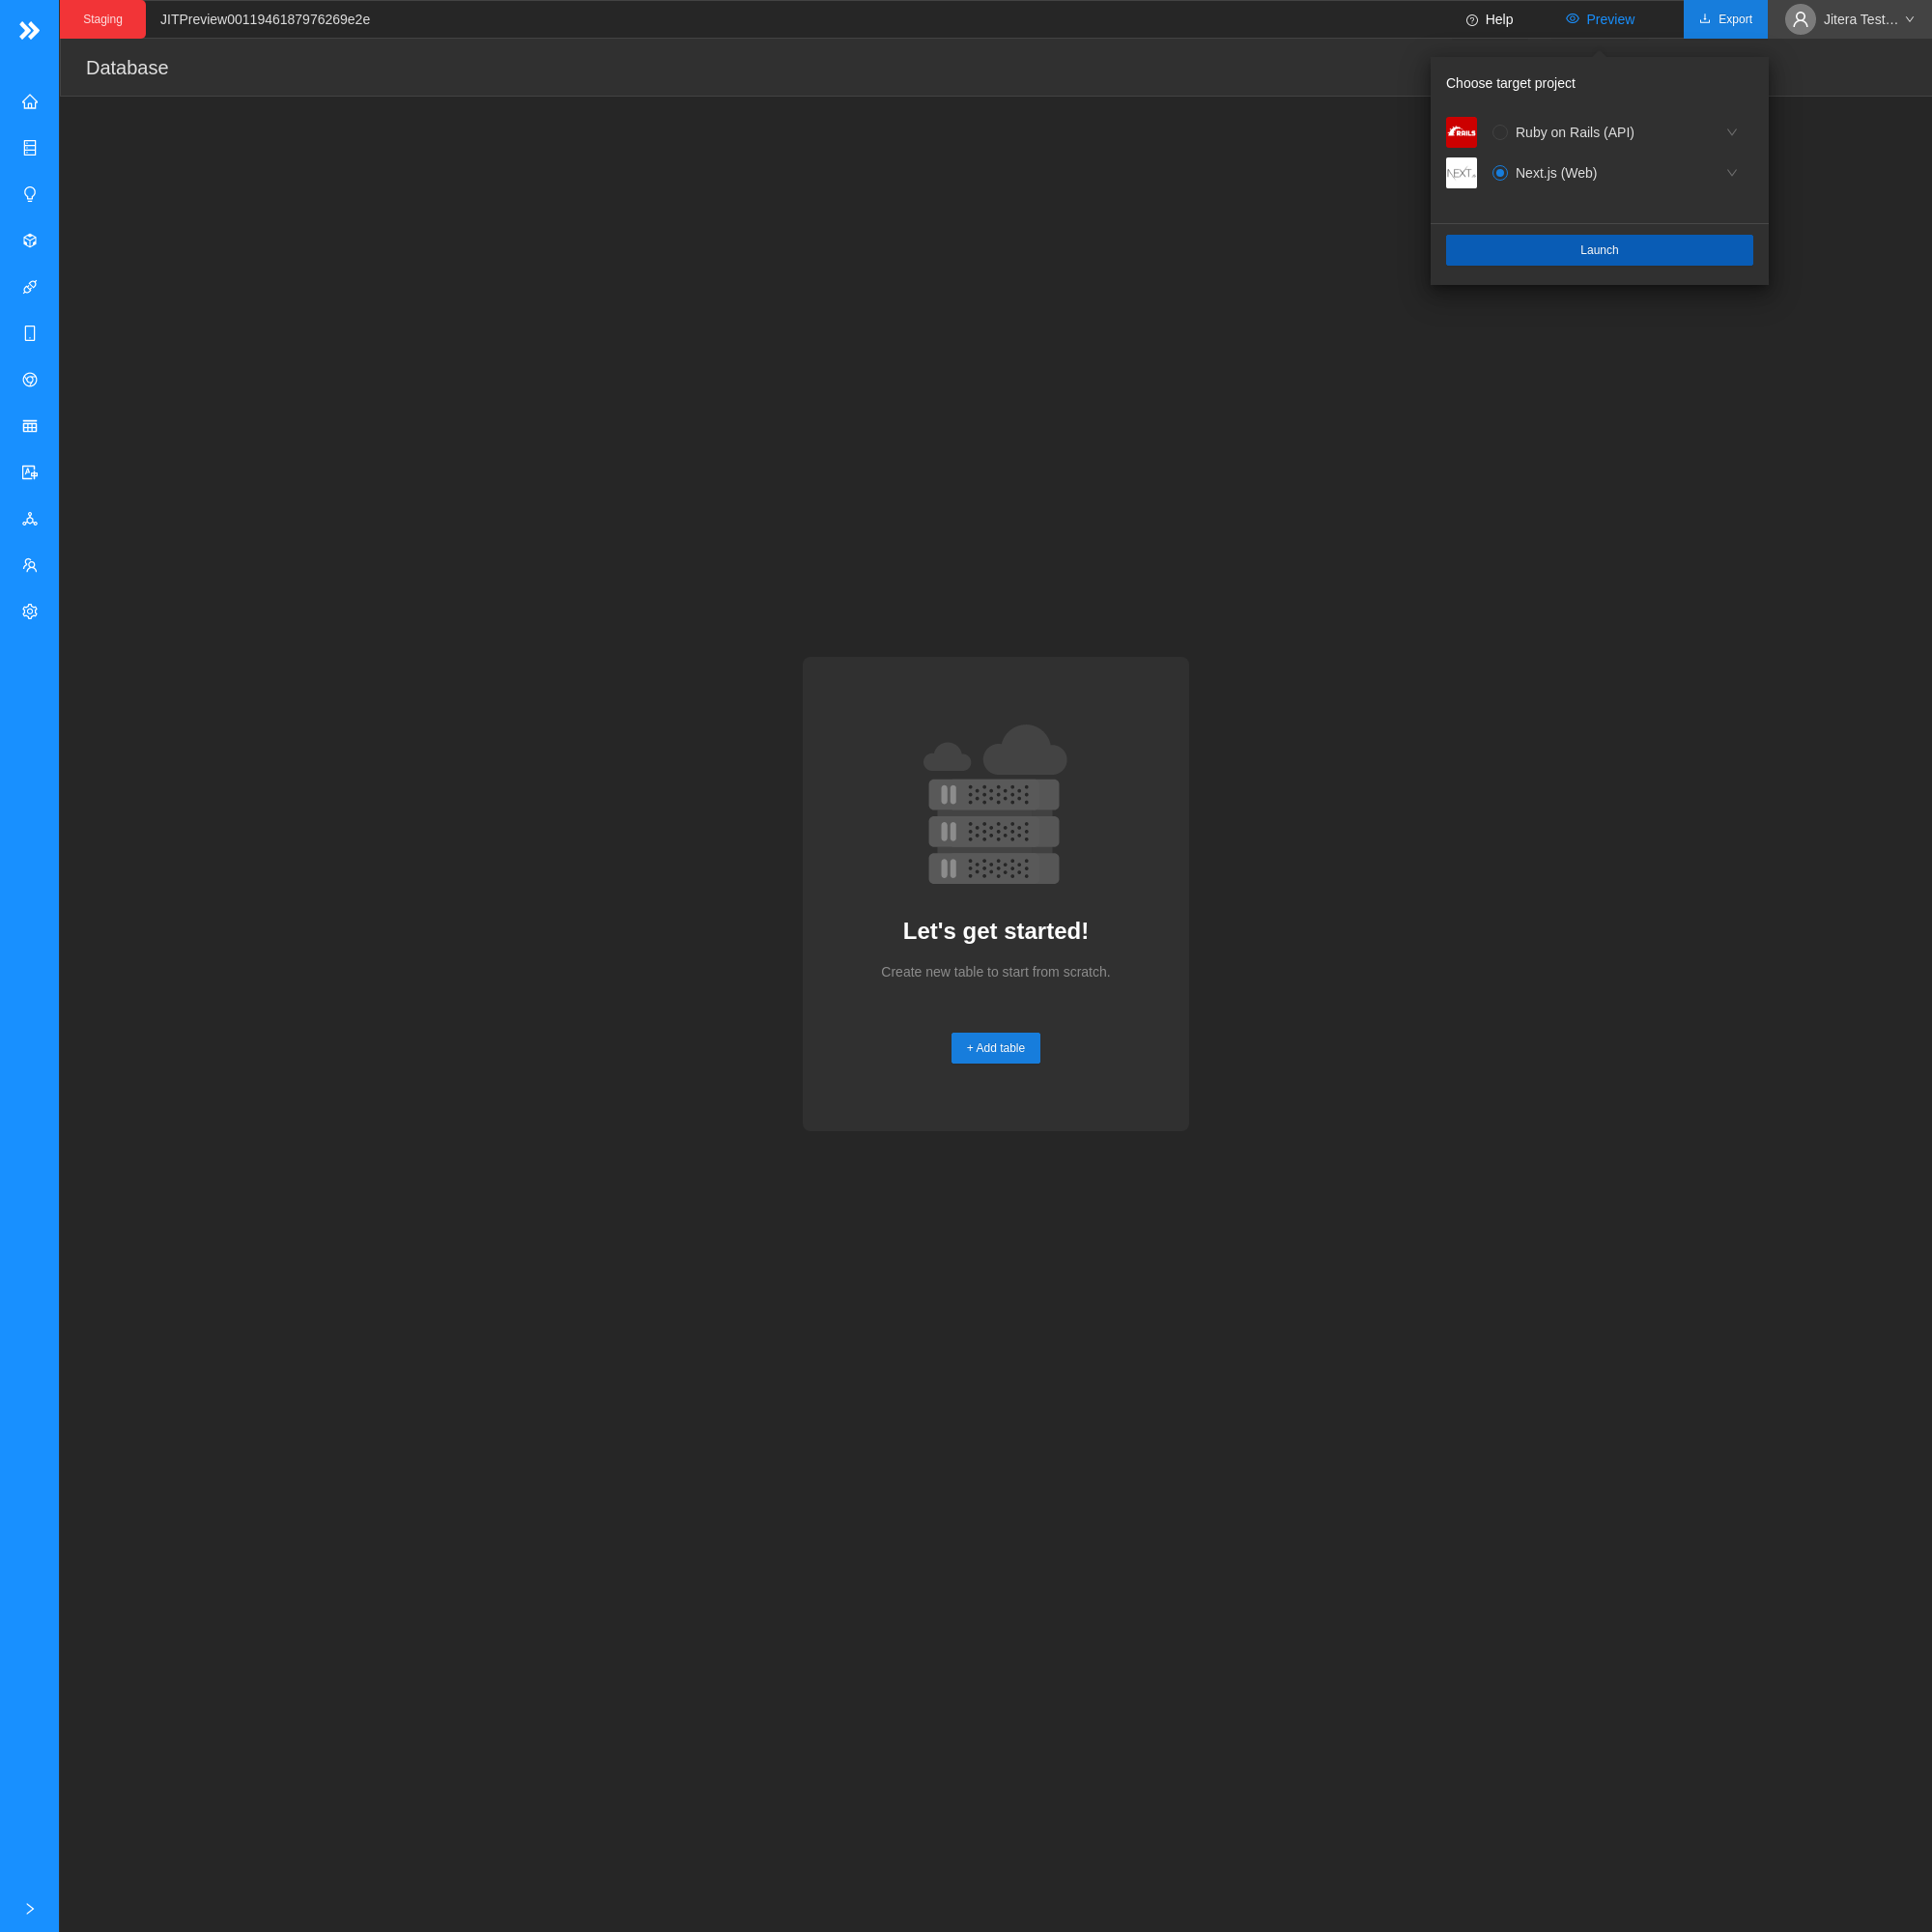 Staging
JITPreview0011946187976269e2e
Help
Preview
Export
Jitera Test…
Database
Choose target project
RAILS
Ruby on Rails (API)
NEXT.JS
Next.js (Web)
Launch
Let's get started!
Create new table to start from scratch.
+ Add table